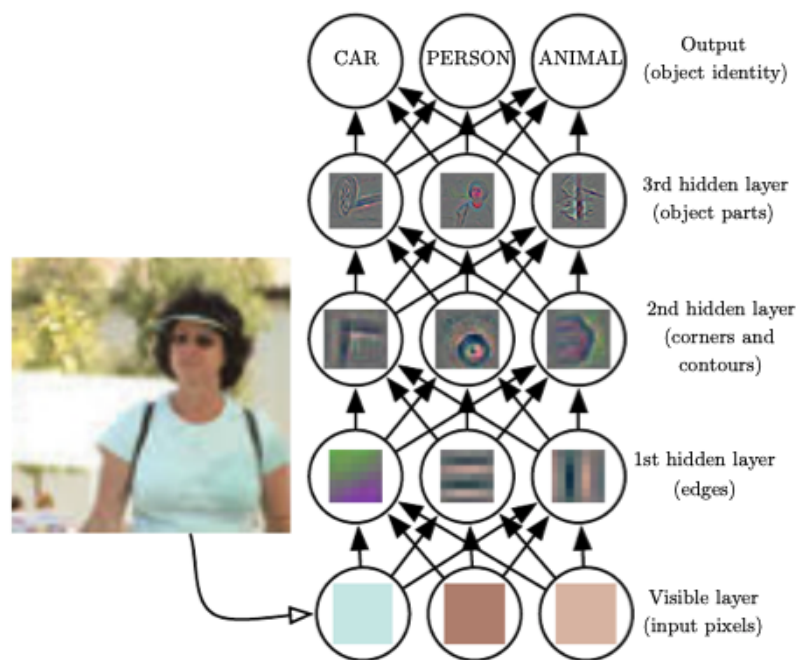 CAR PERSON ANIMAL
Output
(object identity)
3rd hidden layer
(object parts)
2nd hidden layer
(corners and
contours)
1st hidden layer
(edges)
Visible layer
(input pixels)